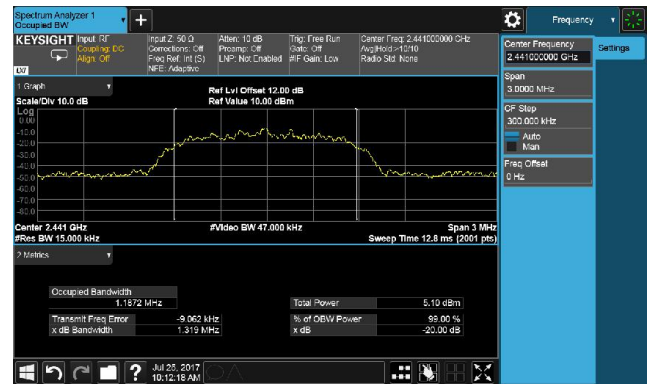 Spectrum Analyzer 1
Occupied BW
Frequency
KEYSIGHT
Input: RF
Coupling: DC
Align: Off
Input Z: 50 Ω
Corrections: Off
Freq Ref: Int (S)
NFE: Adaptive
Atten: 10 dB
Preamp: Off
LNP: Not Enabled
Trig: Free Run
Gate: Off
#IF Gain: Low
Center Freq: 2.441000000 GHz
Avg|Hold:>10/10
Radio Std: None
LXI
Center Frequency
2.441000000 GHz
Settings
Span
3.0000 MHz
CF Step
300.000 kHz
Auto
Man
Freq Offset
0 Hz
1 Graph
Scale/Div 10.0 dB
Ref Lvl Offset 12.00 dB
Ref Value 10.00 dBm
Log
0.00
-10.0
-20.0
-30.0
-40.0
-50.0
-60.0
-70.0
-80.0
Center 2.441 GHz
#Res BW 15.000 kHz
#Video BW 47.000 kHz
Span 3 MHz
Sweep Time 12.8 ms (2001 pts)
2 Metrics
Occupied Bandwidth
1.1872 MHz
Total Power 5.10 dBm
Transmit Freq Error -9.062 kHz
% of OBW Power 99.00 %
x dB Bandwidth 1.319 MHz
x dB -20.00 dB
?
Jul 26, 2017
10:12:18 AM